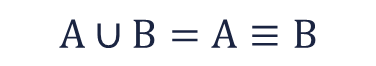 A ∪ B = A ≡ B